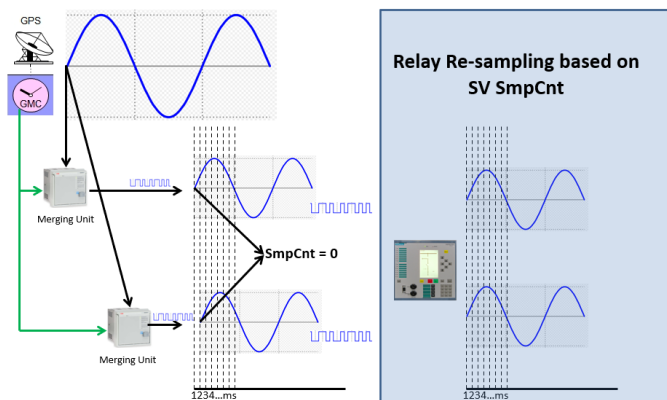 GPS
GMC
Merging Unit
Merging Unit
SmpCnt = 0
1234...ms
Relay Re-sampling based on
SV SmpCnt
1234...ms